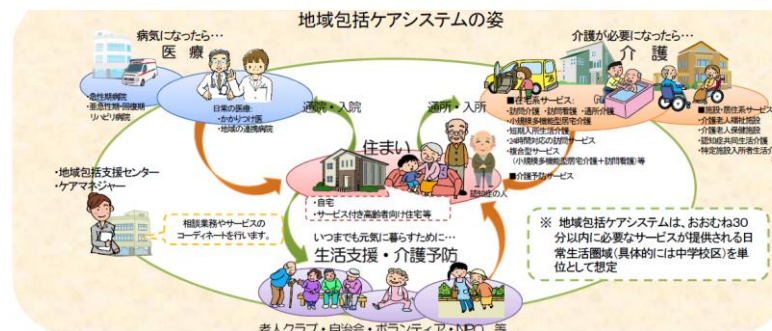 地域包括ケアシステムの姿
病気になったら…
医 療
介護が必要になったら…
介 護
・急性期病院
・亜急性期・回復期
リハビリ病院
日常の医療:
・かかりつけ医
・地域の連携病院
通院・入院
通所・入所
■在宅系サービス:
・訪問介護 ・訪問看護 ・通所介護
・小規模多機能型居宅介護
・短期入所生活介護
・24時間対応の訪問サービス
・複合型サービス
(小規模多機能型居宅介護+訪問看護)等
■介護予防サービス
■施設・居住系サービス
・介護老人福祉施設
・介護老人保健施設
・認知症共同生活介護
・特定施設入所者生活介
住まい
認知症の人
・自宅
・サービス付き高齢者向け住宅等
・地域包括支援センター
・ケアマネジャー
相談業務やサービスの
コーディネートを行います。
いつまでも元気に暮らすために…
生活支援・介護予防
老人クラブ・自治会・ボランティア・NPO 等
※ 地域包括ケアシステムは、おおむね30
分以内に必要なサービスが提供される日
常生活圏域(具体的には中学校区)を単
位として想定